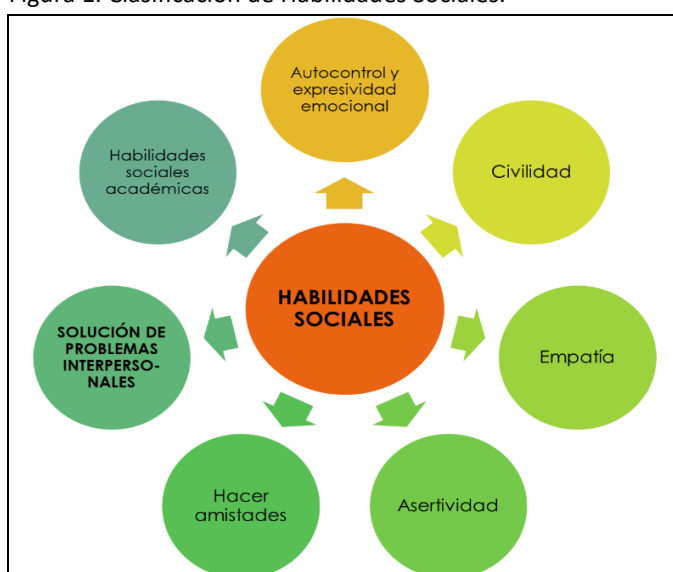 Figura 1. Clasificación de Habilidades Sociales.
Autocontrol y
expresividad
emocional
Habilidades
sociales
académicas
Civilidad
HABILIDADES
SOCIALES
SOLUCIÓN DE
PROBLEMAS
INTERPERSO-
NALES
Empatía
Hacer
amistades
Asertividad